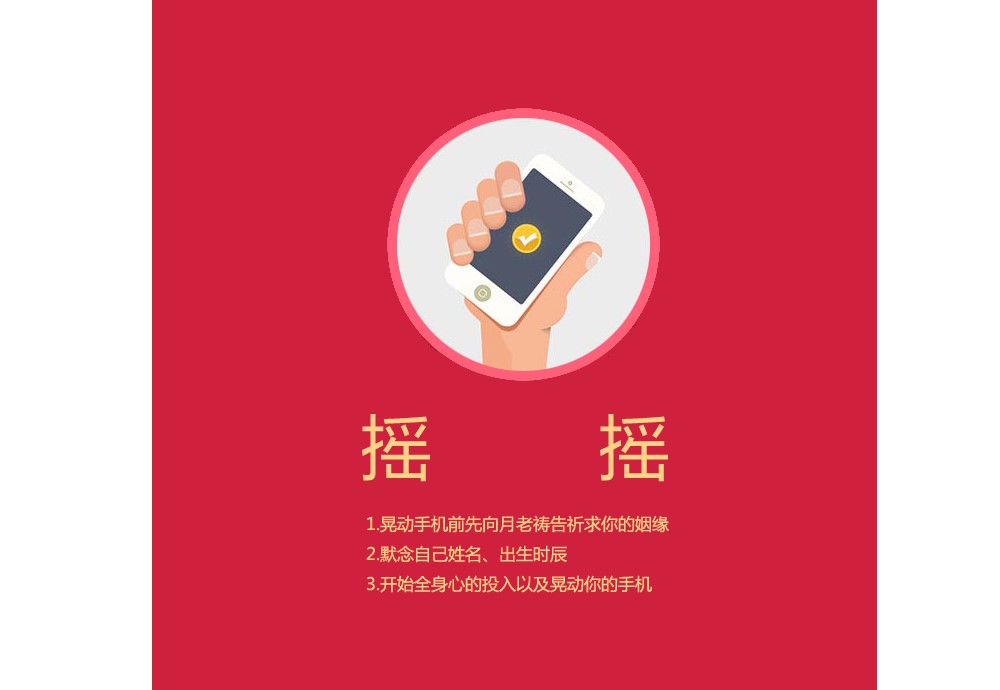 摇 摇
1.晃动手机前先向月老祷告祈求你的姻缘
2.默念自己姓名、出生时辰
3.开始全身心的投入以及晃动你的手机